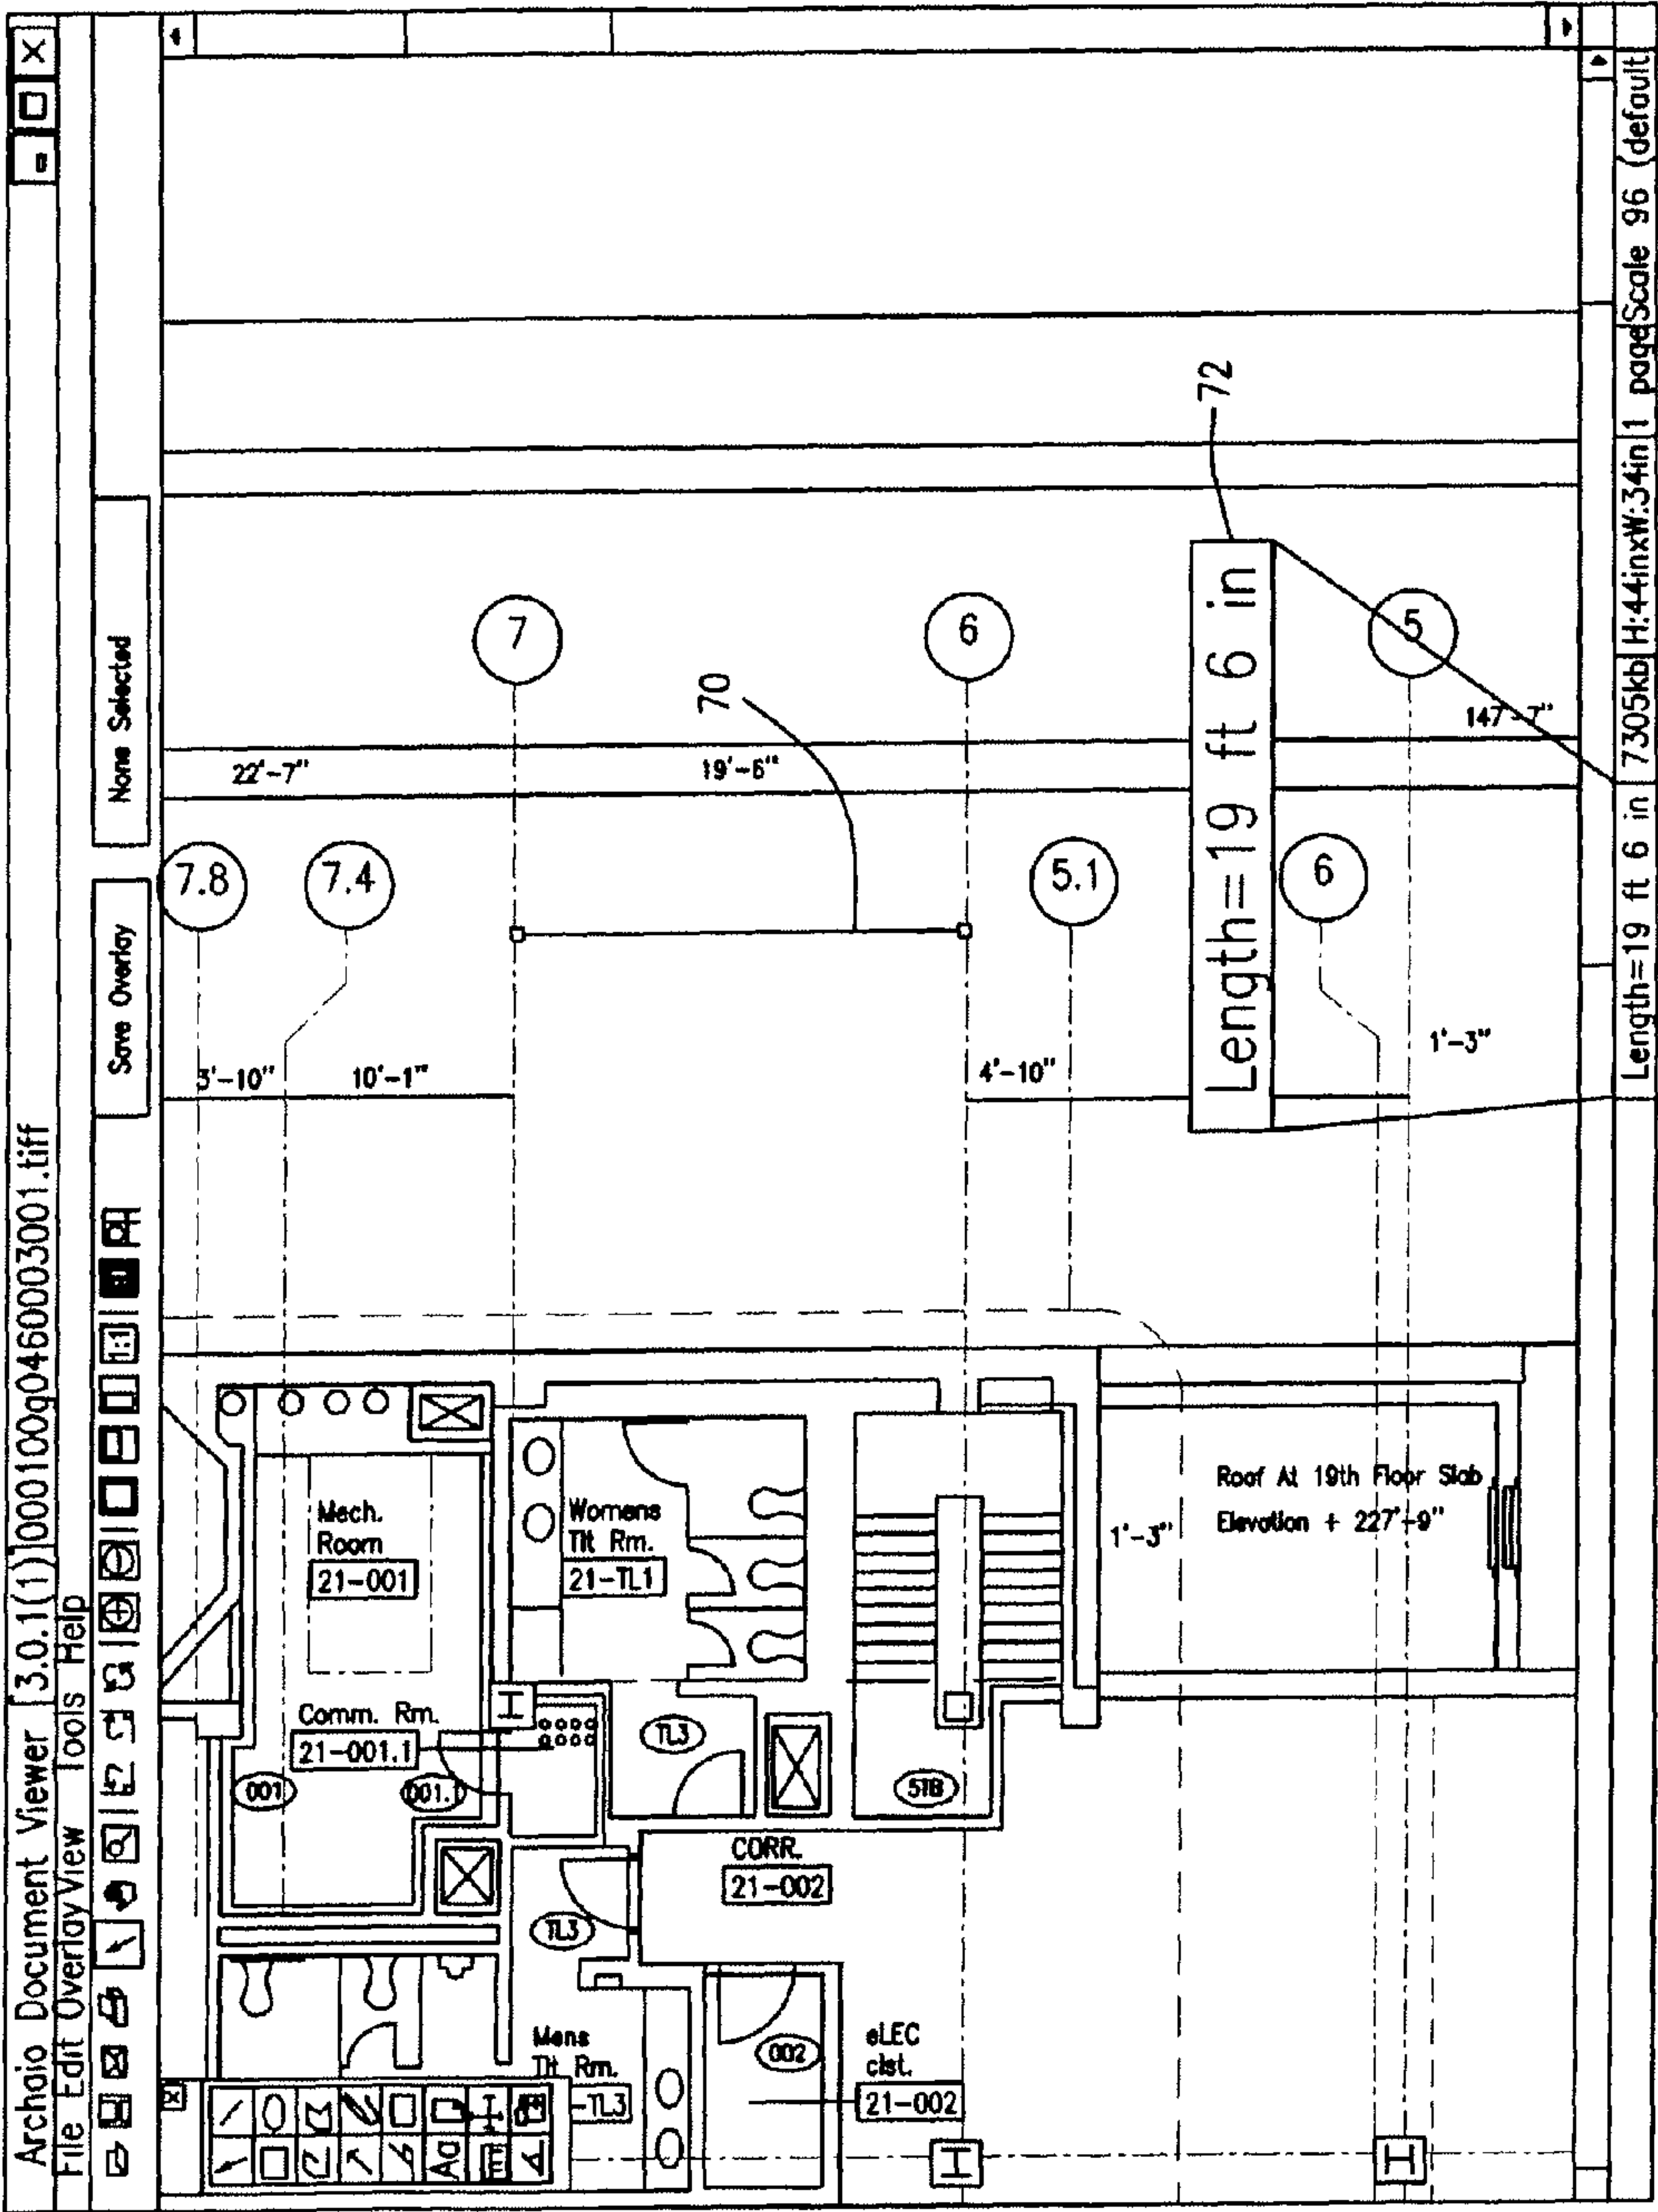 Archaio Document Viewer [3.0.1(1)]000100g0460003001.tiff
File Edit OverlayView Tools Help
1:1
Save Overlay
None Selected
7.8
22'-7"
3'-10"
7.4
10'-1"
7
19'-6"
70
6
4'-10"
5.1
72
Length=19 ft 6 in
6
5
147'-7"
1'-3"
Mech.
Room
21-001
Comm. Rm.
21-001.1
001
001.1
I
Womens
Tlt Rm.
21-TL1
TL3
STB
CORR.
21-002
TL3
Mens
Tlt Rm.
-TL3
Aa
002
eLEC
clst.
21-002
I
H
1'-3"
Roof At 19th Floor Slab
Elevation + 227'-9"
Length=19 ft 6 in 7305kb H:44inxW:34in 1 page Scale 96 (default